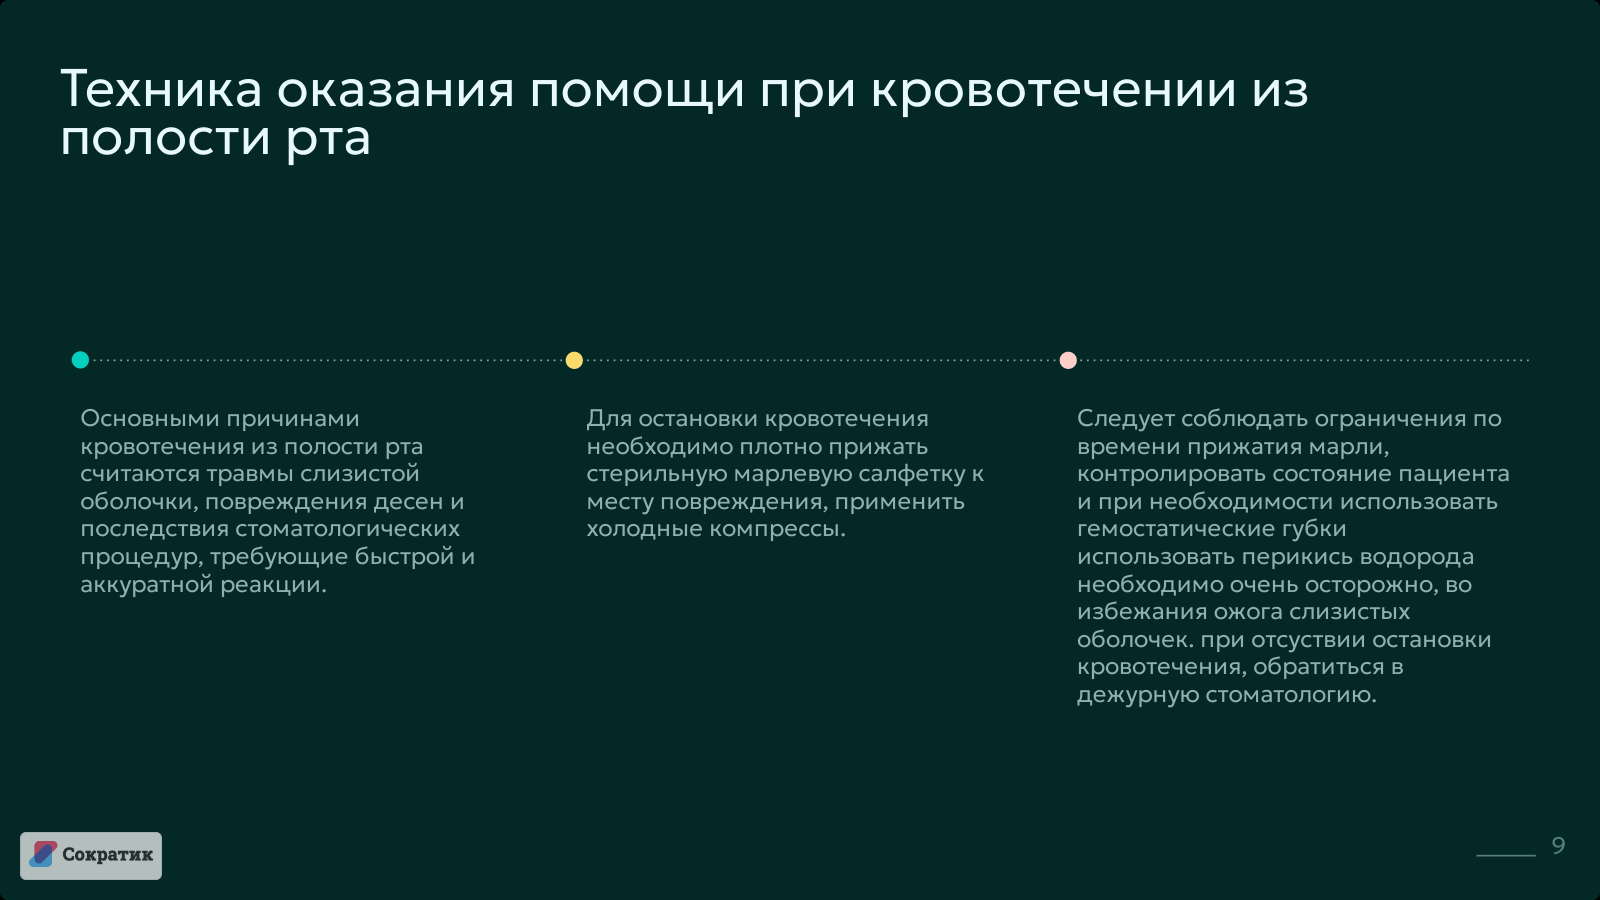 Техника оказания помощи при кровотечении из
полости рта
Основными причинами
кровотечения из полости рта
считаются травмы слизистой
оболочки, повреждения десен и
последствия стоматологических
процедур, требующие быстрой и
аккуратной реакции.
Для остановки кровотечения
необходимо плотно прижать
стерильную марлевую салфетку к
месту повреждения, применить
холодные компрессы.
Следует соблюдать ограничения по
времени прижатия марли,
контролировать состояние пациента
и при необходимости использовать
гемостатические губки
использовать перикись водорода
необходимо очень осторожно, во
избежания ожога слизистых
оболочек. при отсуствии остановки
кровотечения, обратиться в
дежурную стоматологию.
Сократик
9